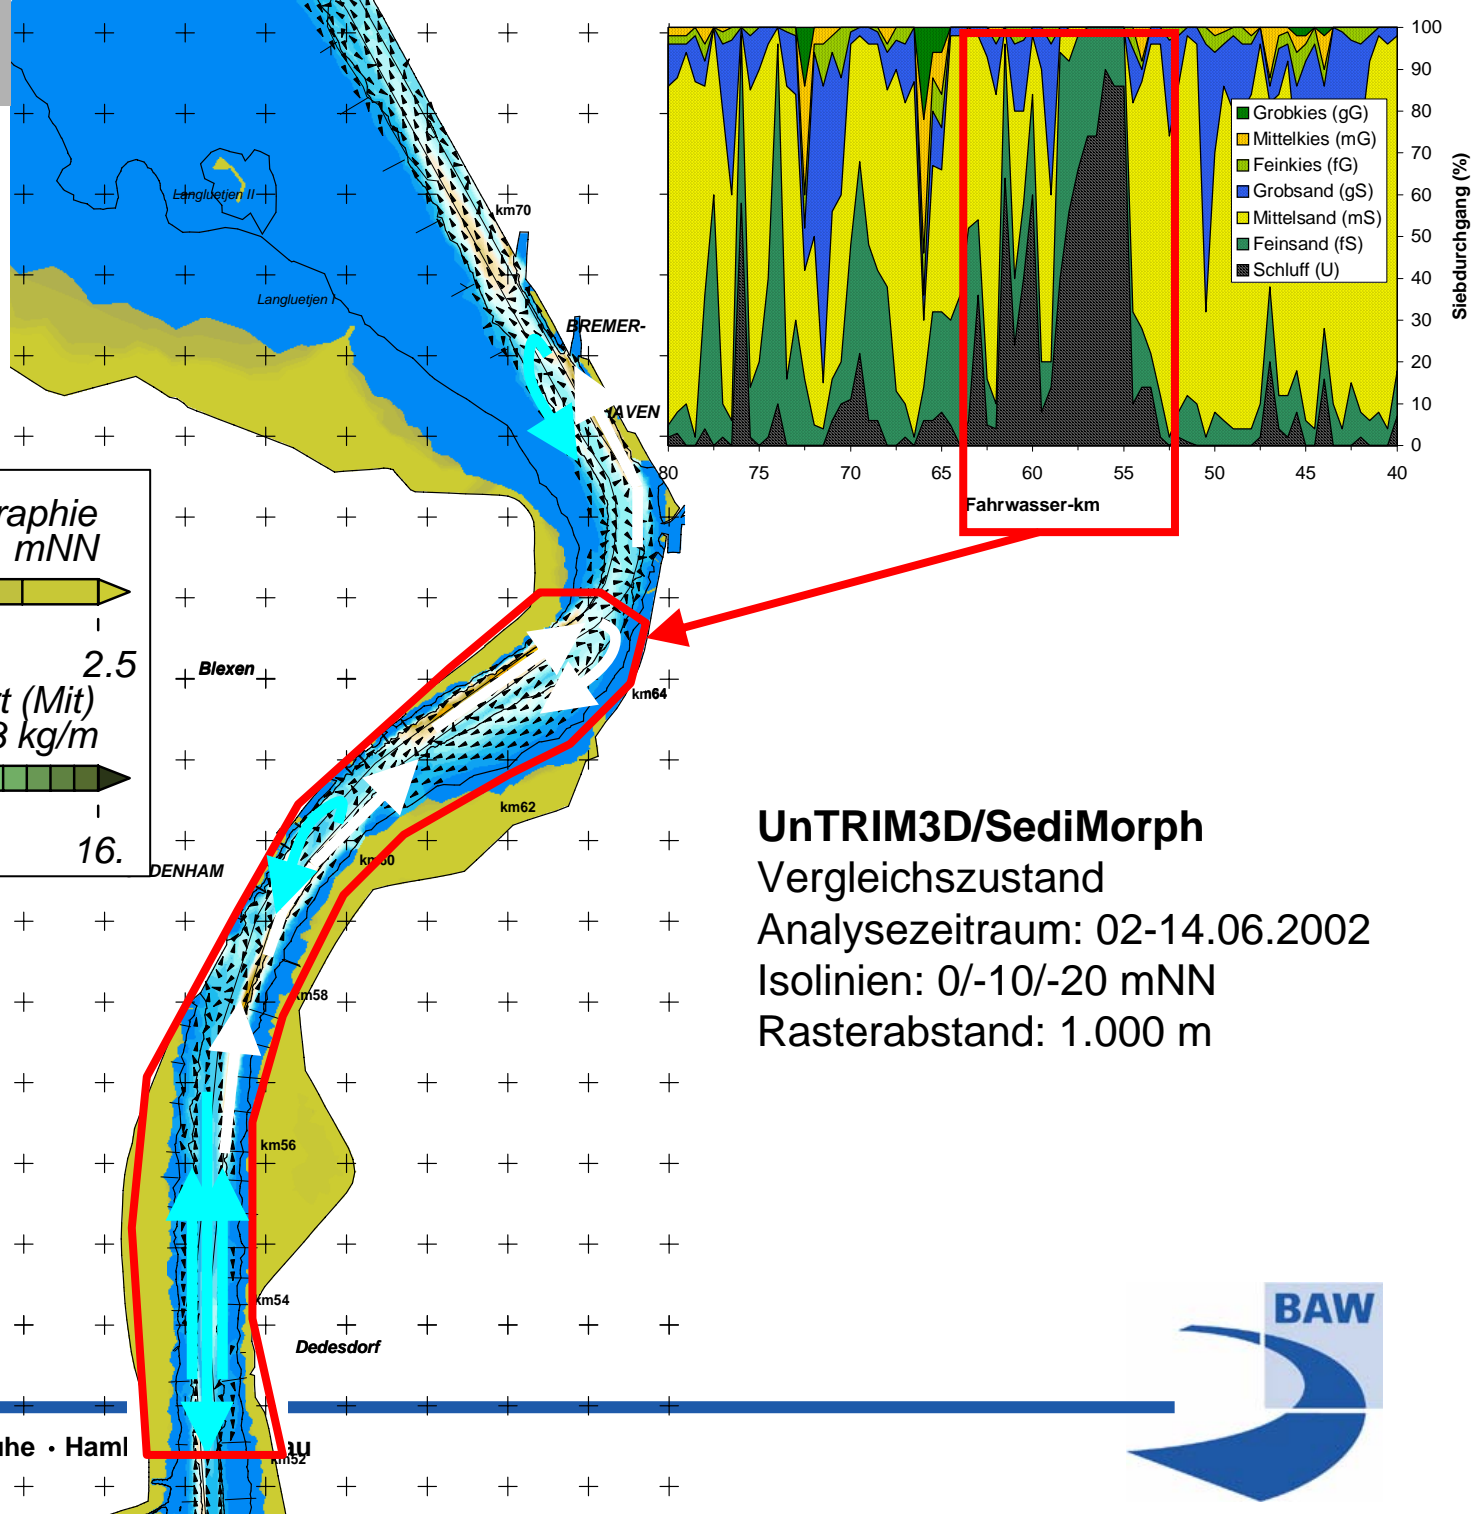 100
90
80
70
60
50
40
30
20
10
0
Siebdurchgang (%)
Grobkies (gG)
Mittelkies (mG)
Feinkies (fG)
Grobsand (gS)
Mittelsand (mS)
Feinsand (fS)
Schluff (U)
80 75 70 65 60 55 50 45 40
Fahrwasser-km
Langluetjen II
km70
Langluetjen I
BREMER-
HAVEN
raphie
mNN
2.5
t (Mit)
3 kg/m
16.
Blexen
km64
km62
km60
DENHAM
km58
km56
km54
Dedesdorf
km52
UnTRIM3D/SediMorph
Vergleichszustand
Analysezeitraum: 02-14.06.2002
Isolinien: 0/-10/-20 mNN
Rasterabstand: 1.000 m
BAW
uhe • Haml au